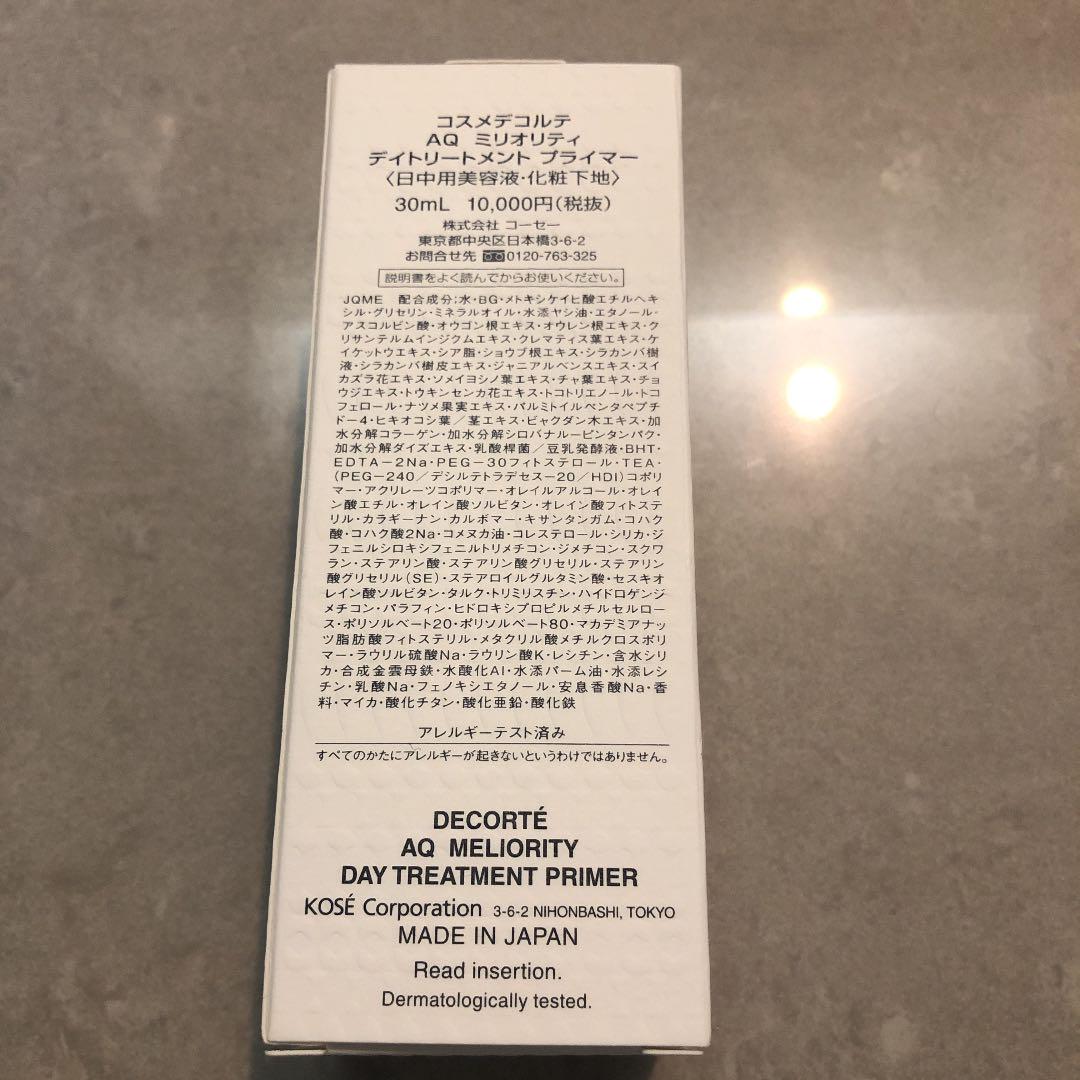 コスメデコルテ
AQ ミリオリティ
デイトリートメント プライマー
〈日中用美容液・化粧下地〉
30mL 10,000円(税抜)
株式会社 コーセー
東京都中央区日本橋3-6-2
お問合せ先 0120-763-325
説明書をよく読んでからお使いください。
JQME 配合成分:水・BG・メトキシケイヒ酸エチルヘキ
シル・グリセリン・ミネラルオイル・水添ヤシ油・エタノール・
アスコルビン酸・オウゴン根エキス・オウレン根エキス・ク
リサンテルムインジクムエキス・クレマティス葉エキス・ケ
イケットウエキス・シア脂・ショウブ根エキス・シラカンバ樹
液・シラカンバ樹皮エキス・ジャニアルベンスエキス・スイ
カズラ花エキス・ソメイヨシノ葉エキス・チャ葉エキス・チョ
ウジエキス・トウキンセンカ花エキス・トコトリエノール・トコ
フェロール・ナツメ果実エキス・パルミトイルペンタペプチ
ドー4・ヒキオコシ葉/茎エキス・ビャクダン木エキス・加
水分解コラーゲン・加水分解シロバナルーピンタンパク・
加水分解ダイズエキス・乳酸桿菌/豆乳発酵液・BHT・
EDTA-2Na・PEG-30フィトステロール・TEA・
(PEG-240/デシルテトラデセス-20/HDI)コポリ
マー・アクリレーツコポリマー・オレイルアルコール・オレイ
ン酸エチル・オレイン酸ソルビタン・オレイン酸フィトステ
リル・カラギーナン・カルボマー・キサンタンガム・コハク
酸・コハク酸2Na・コメヌカ油・コレステロール・シリカ・ジ
フェニルシロキシフェニルトリメチコン・ジメチコン・スクワ
ラン・ステアリン酸・ステアリン酸グリセリル・ステアリン
酸グリセリル(SE)・ステアロイルグルタミン酸・セスキオ
レイン酸ソルビタン・タルク・トリミリスチン・ハイドロゲンジ
メチコン・パラフィン・ヒドロキシプロピルメチルセルロー
ス・ポリソルベート20・ポリソルベート80・マカデミアナッ
ツ脂肪酸フィトステリル・メタクリル酸メチルクロスポリ
マー・ラウリル硫酸Na・ラウリン酸K・レシチン・含水シリ
カ・合成金雲母鉄・水酸化Al・水添パーム油・水添レシ
チン・乳酸Na・フェノキシエタノール・安息香酸Na・香
料・マイカ・酸化チタン・酸化亜鉛・酸化鉄
アレルギーテスト済み
すべてのかたにアレルギーが起きないというわけではありません。
DECORTÉ
AQ MELIORITY
DAY TREATMENT PRIMER
KOSÉ Corporation 3-6-2 NIHONBASHI, TOKYO
MADE IN JAPAN
Read insertion.
Dermatologically tested.